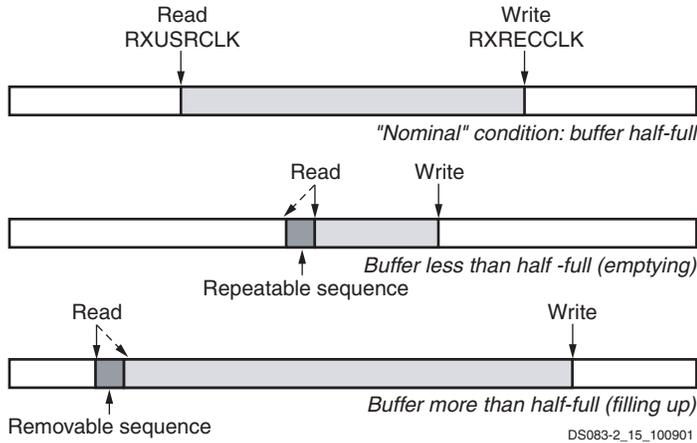 Read Write
RXUSRCLK RXRECCLK
"Nominal" condition: buffer half-full
Read Write
Buffer less than half -full (emptying)
Repeatable sequence
Read Write
Buffer more than half-full (filling up)
Removable sequence
DS083-2_15_100901